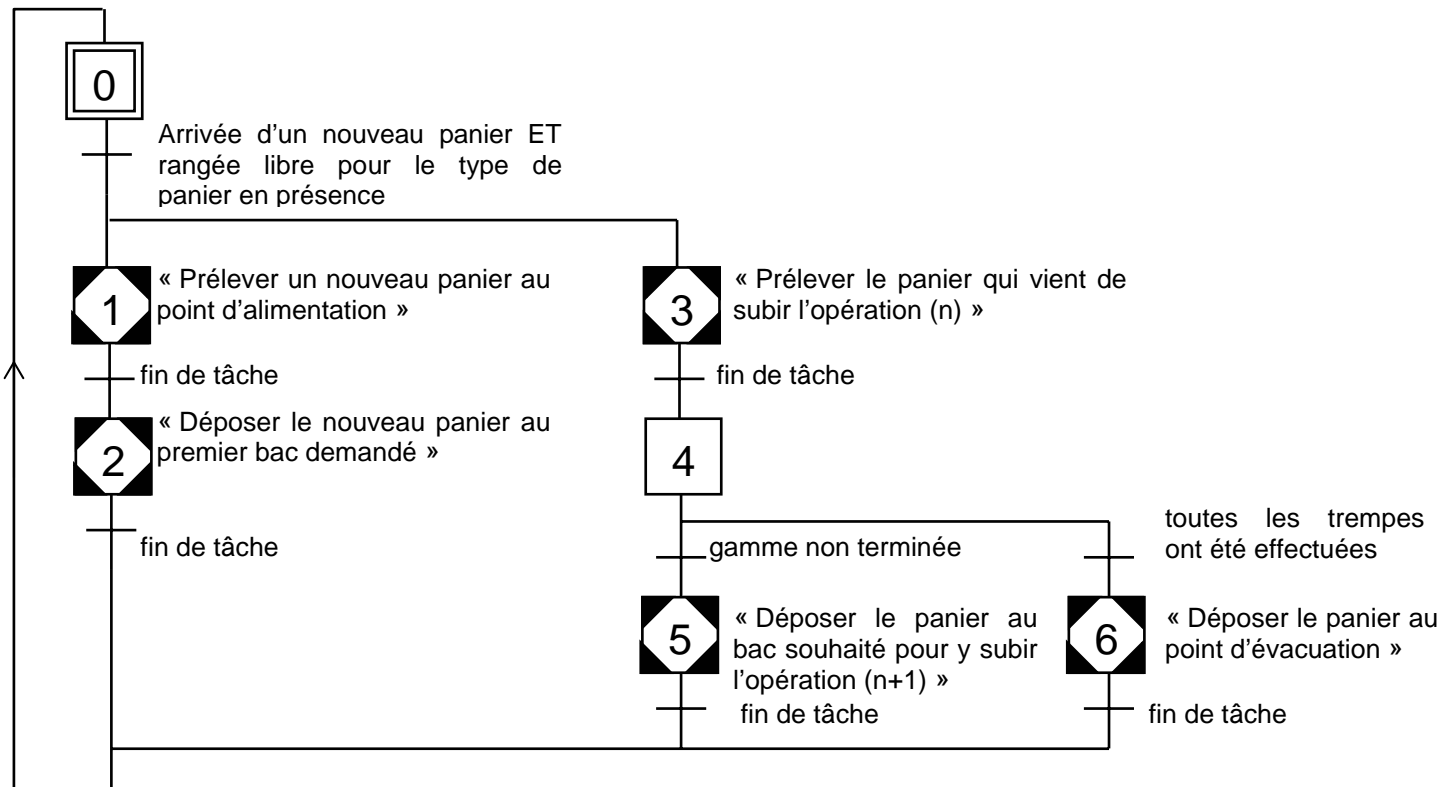 0
Arrivée d'un nouveau panier ET
rangée libre pour le type de
panier en présence
1
« Prélever un nouveau panier au
point d'alimentation »
3
« Prélever le panier qui vient de
subir l'opération (n) »
fin de tâche
fin de tâche
2
« Déposer le nouveau panier au
premier bac demandé »
4
fin de tâche
gamme non terminée
toutes les trempes
ont été effectuées
5
« Déposer le panier au
bac souhaité pour y subir
l'opération (n+1) »
6
« Déposer le panier au
point d'évacuation »
fin de tâche
fin de tâche